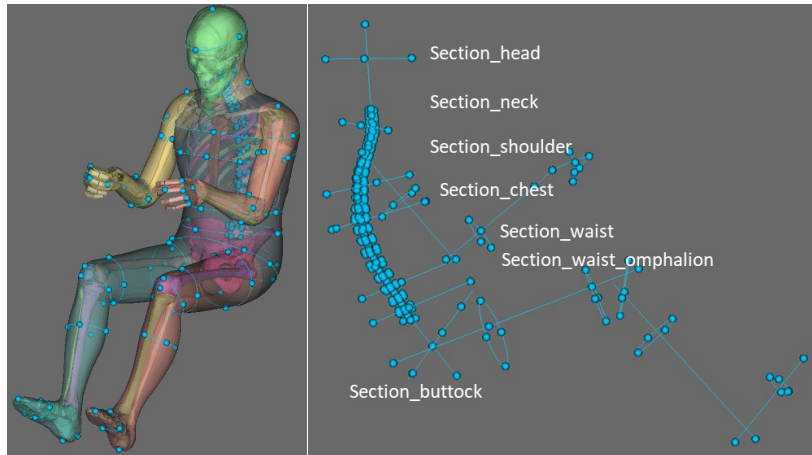 Section_head
Section_neck
Section_shoulder
Section_chest
Section_waist
Section_waist_omphalion
Section_buttock